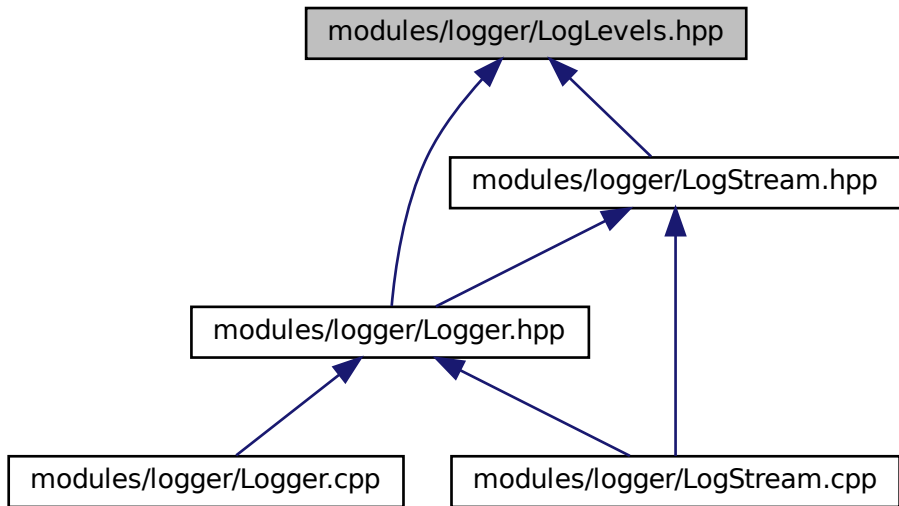 modules/logger/LogLevels.hpp
modules/logger/LogStream.hpp
modules/logger/Logger.hpp
modules/logger/Logger.cpp
modules/logger/LogStream.cpp